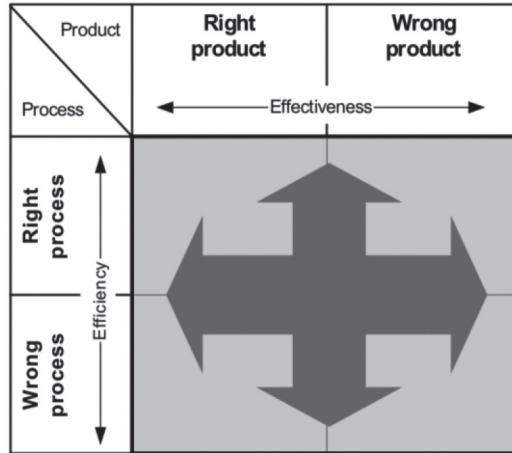 Product
Right
product
Wrong
product
Process
Effectiveness
Right
process
Efficiency
Wrong
process